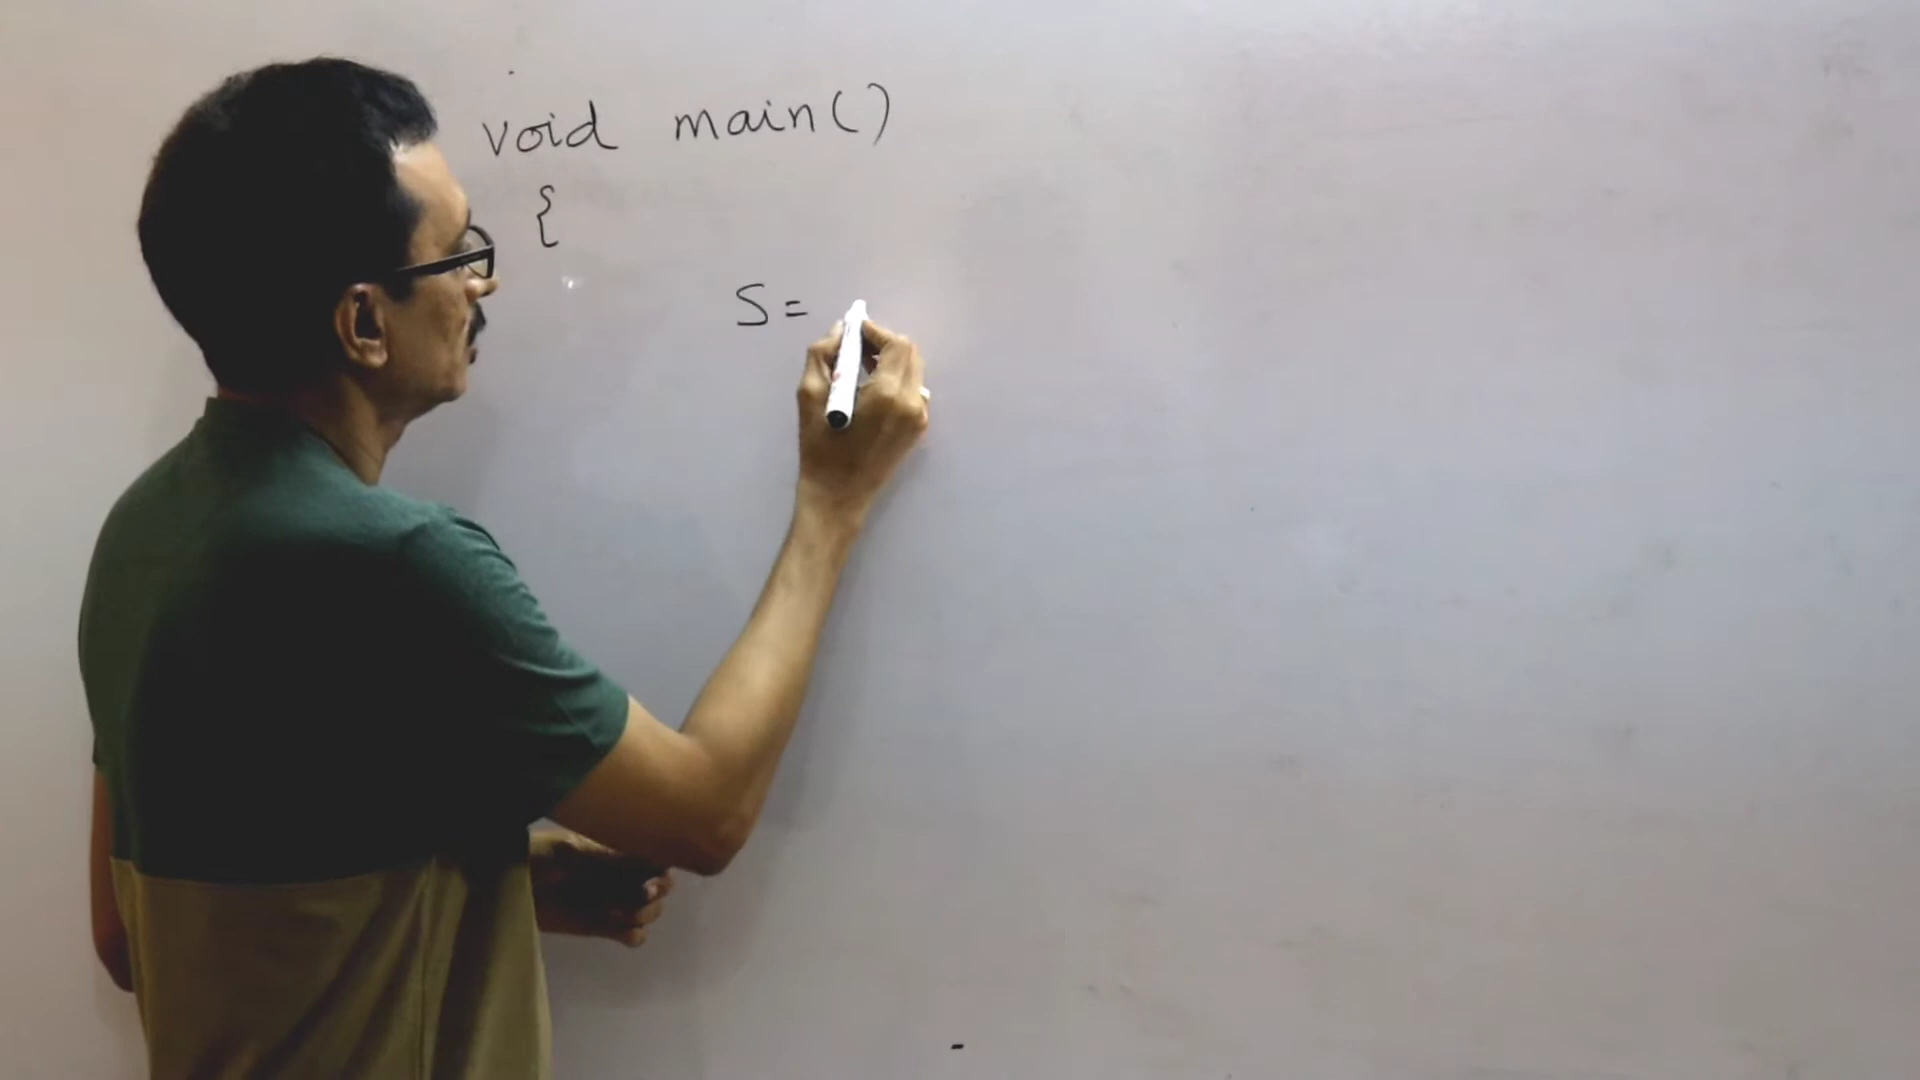 void main()
{
S=